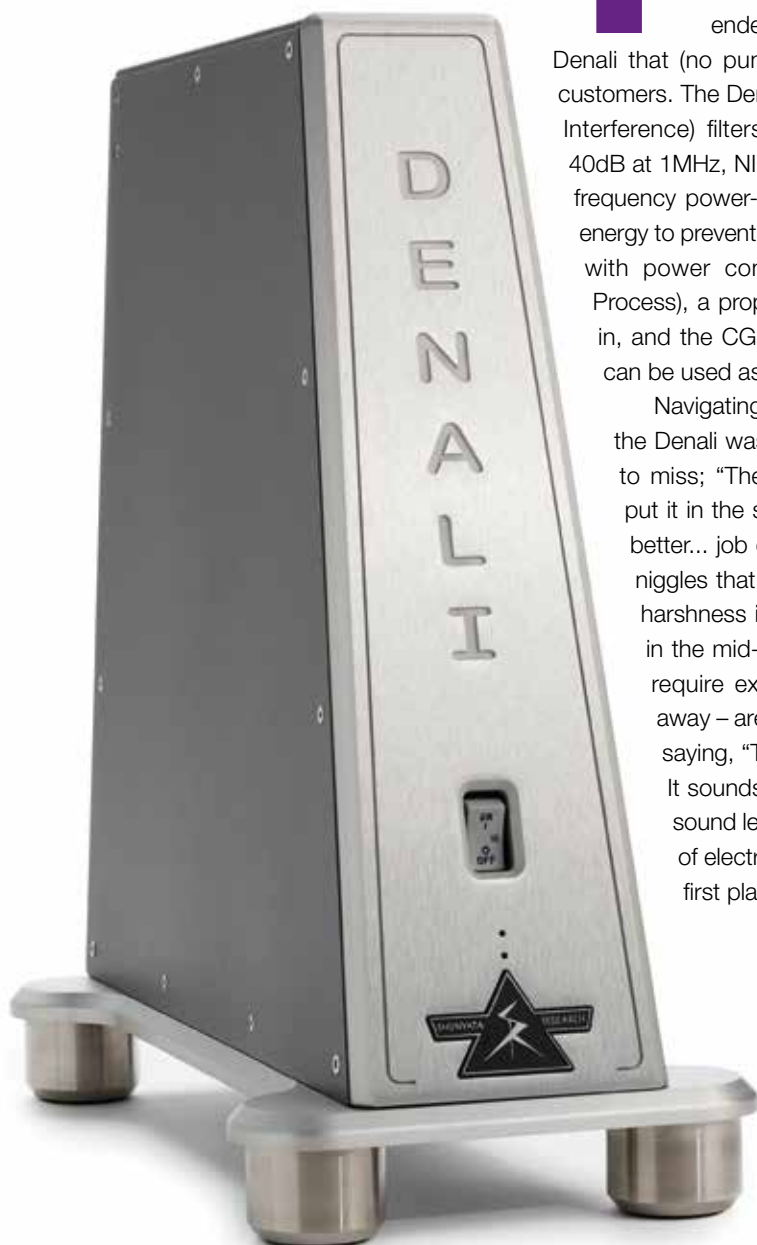 DENALI
OFF
SHUNYATA RESEARCH
ende
Denali that (no pun
customers. The Den
Interference) filters
40dB at 1MHz, NI
frequency power-
energy to prevent
with power con
Process), a prop
in, and the CG
can be used as
Navigating
the Denali was
to miss; “The
put it in the s
better... job o
niggles that
harshness i
in the mid-
require ex
away – are
saying, “T
It sounds
sound le
of electr
first pla